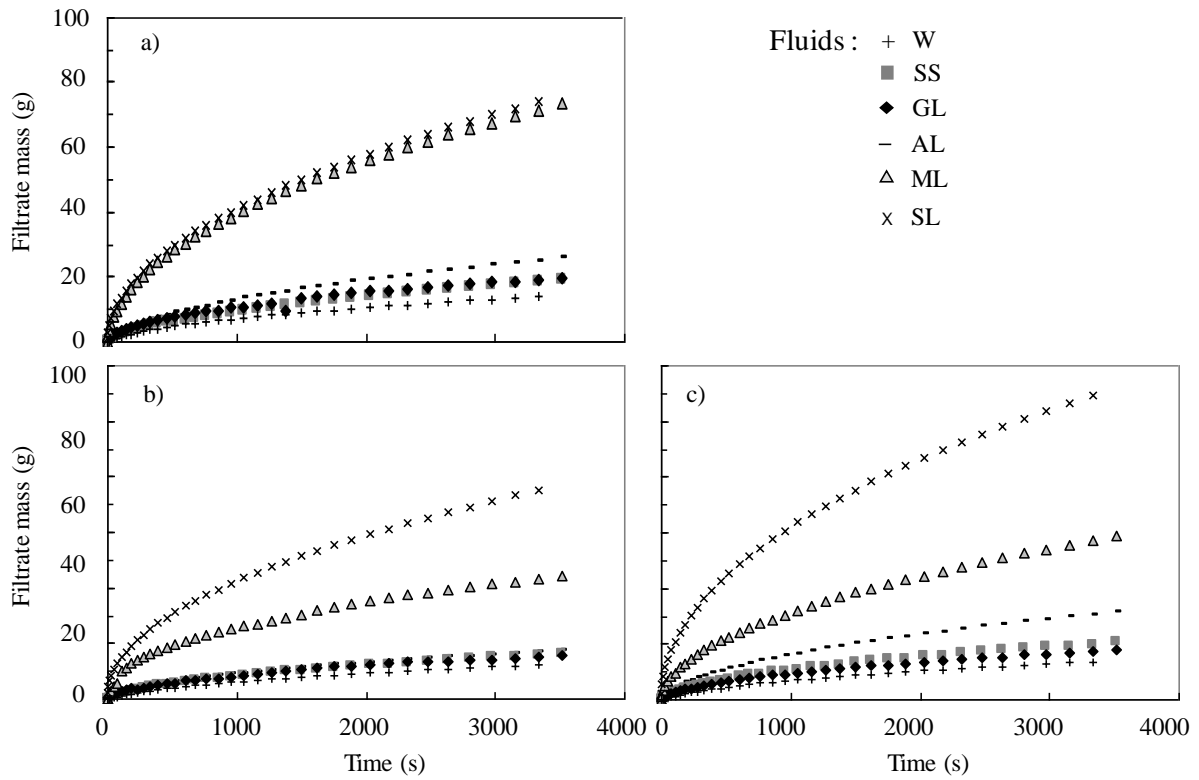 100
80
60
40
20
0
Filtrate mass (g)
a)
Fluids :
+ W
SS
GL
− AL
ML
× SL
100
80
60
40
20
0
Filtrate mass (g)
b)
0 1000 2000 3000 4000
Time (s)
c)
0 1000 2000 3000 4000
Time (s)